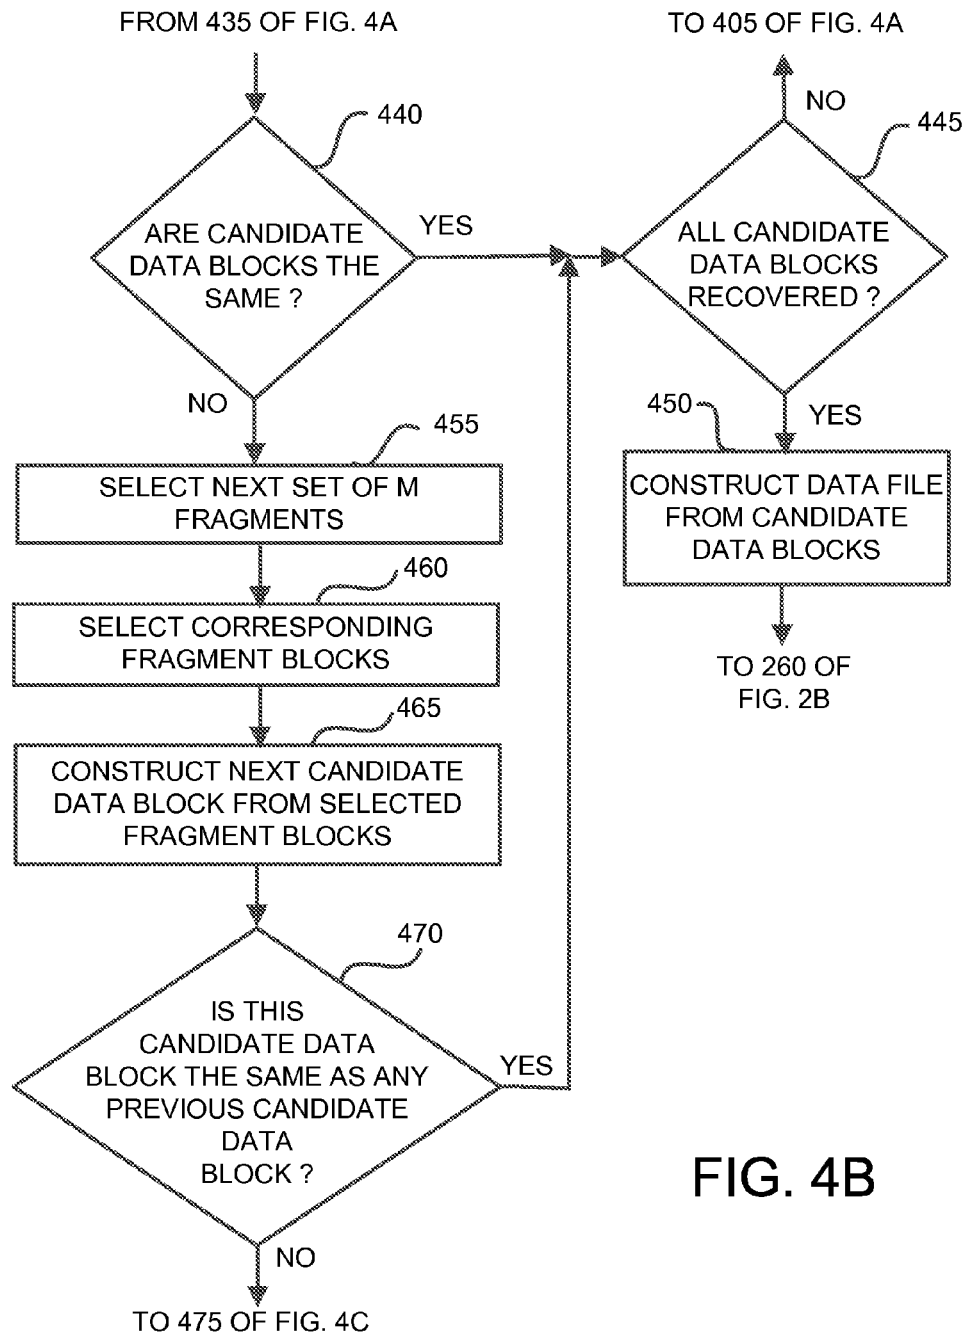 FROM 435 OF FIG. 4A
440
ARE CANDIDATE
DATA BLOCKS THE
SAME ?
YES
NO
455
SELECT NEXT SET OF M
FRAGMENTS
460
SELECT CORRESPONDING
FRAGMENT BLOCKS
465
CONSTRUCT NEXT CANDIDATE
DATA BLOCK FROM SELECTED
FRAGMENT BLOCKS
470
IS THIS
CANDIDATE DATA
BLOCK THE SAME AS ANY
PREVIOUS CANDIDATE
DATA
BLOCK ?
YES
NO
TO 475 OF FIG. 4C
TO 405 OF FIG. 4A
NO
445
ALL CANDIDATE
DATA BLOCKS
RECOVERED ?
YES
450
CONSTRUCT DATA FILE
FROM CANDIDATE
DATA BLOCKS
TO 260 OF
FIG. 2B
FIG. 4B